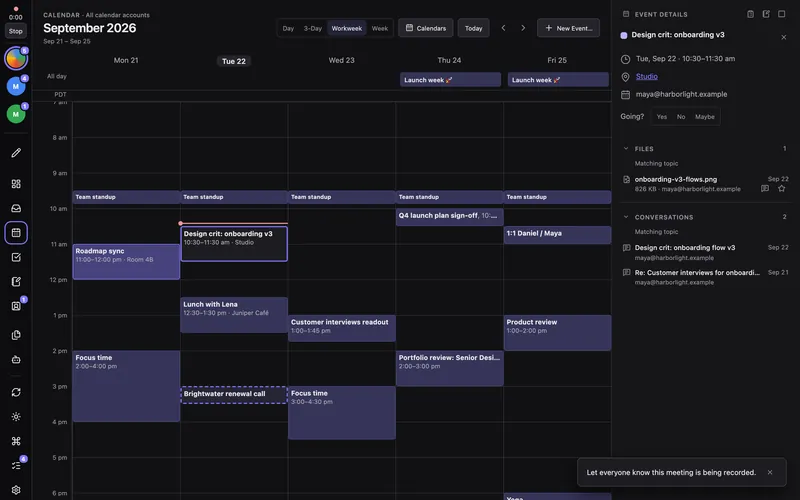 0:00
Stop
6
M
4
M
1
1
6
CALENDAR · All calendar accounts
September 2026
Sep 21 – Sep 25
Day
3-Day
Workweek
Week
Calendars
Today
New Event...
Mon 21
Tue 22
Wed 23
Thu 24
Fri 25
All day
Launch week 🚀
Launch week 🚀
PDT
7 am
8 am
9 am
Team standup
Team standup
Team standup
Team standup
Team standup
10 am
Q4 launch plan sign-off, 10:...
Design crit: onboarding v3
10:30–11:30 am · Studio
1:1 Daniel / Maya
11 am
Roadmap sync
11:00–12:00 pm · Room 4B
12 pm
Lunch with Lena
12:30–1:30 pm · Juniper Café
1 pm
Customer interviews readout
1:00–1:45 pm
Product review
1:00–2:00 pm
2 pm
Focus time
2:00–4:00 pm
Portfolio review: Senior Desi...
2:00–3:00 pm
3 pm
Brightwater renewal call
Focus time
3:00–4:30 pm
4 pm
5 pm
6 pm
Yoga
EVENT DETAILS
Design crit: onboarding v3
Tue, Sep 22 · 10:30–11:30 am
Studio
maya@harborlight.example
Going?
Yes
No
Maybe
FILES
1
Matching topic
onboarding-v3-flows.png
Sep 22
826 KB · maya@harborlight.example
CONVERSATIONS
2
Matching topic
Design crit: onboarding flow v3
Sep 22
maya@harborlight.example
Re: Customer interviews for onboardi...
Sep 21
maya@harborlight.example
Let everyone know this meeting is being recorded.